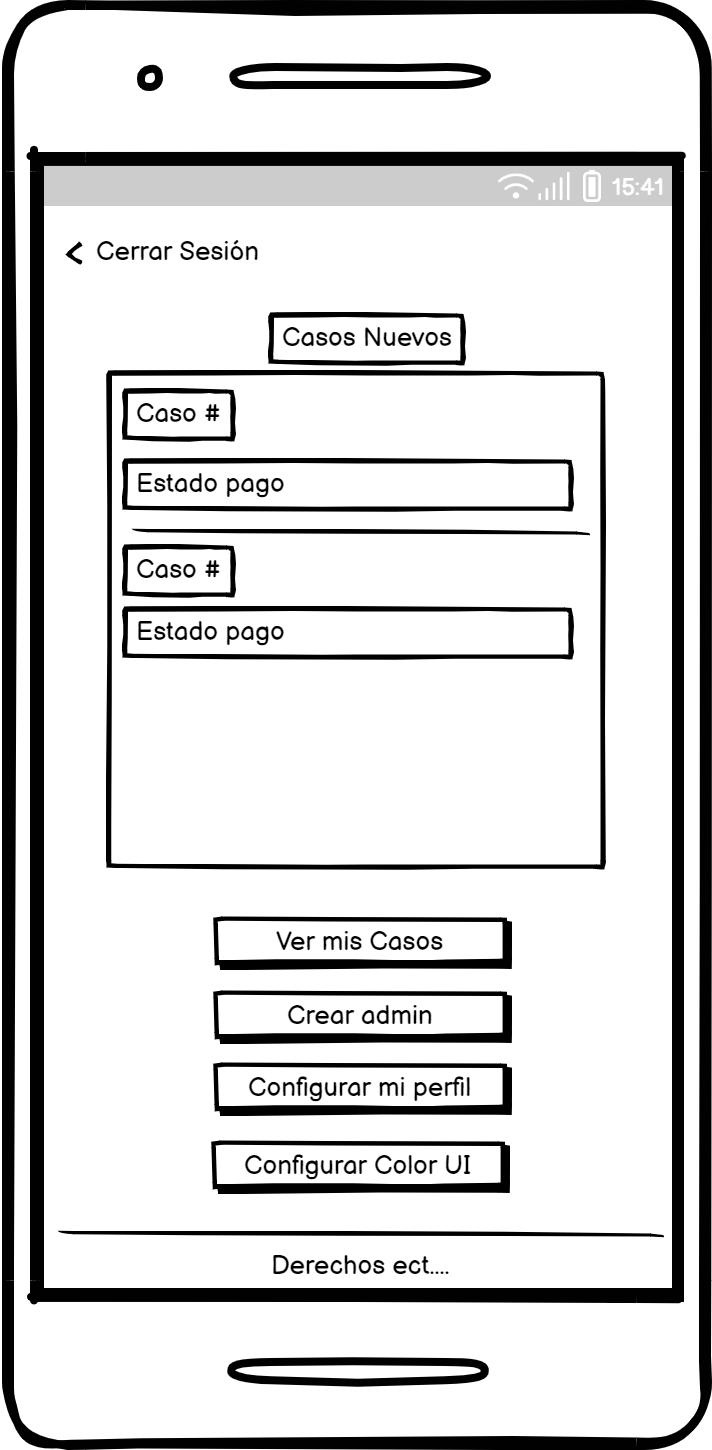 15:41
Cerrar Sesión
Casos Nuevos
Caso #
Estado pago
Caso #
Estado pago
Ver mis Casos
Crear admin
Configurar mi perfil
Configurar Color UI
Derechos ect....